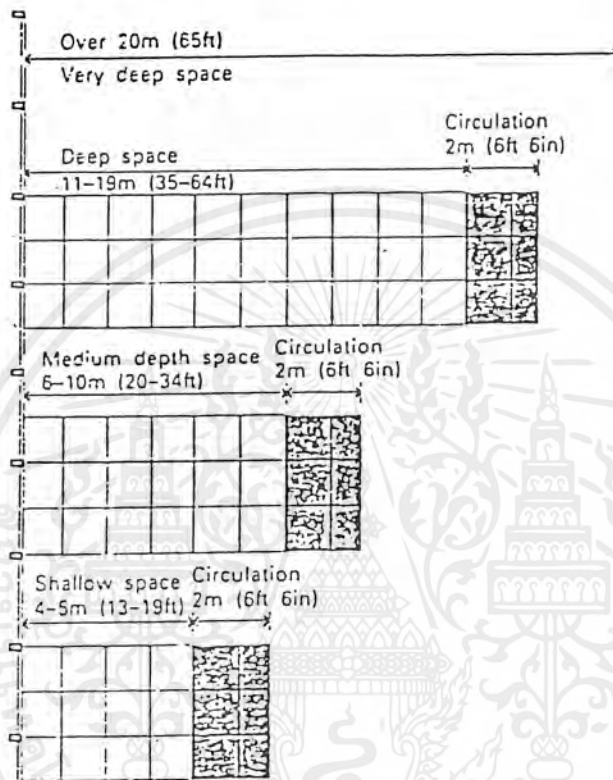 Over 20m (65ft)
Very deep space
Circulation
2m (6ft 6in)
Deep space
11–19m (35–64ft)
Medium depth space
6–10m (20–34ft)
Circulation
2m (6ft 6in)
Shallow space
4–5m (13–19ft)
Circulation
2m (6ft 6in)